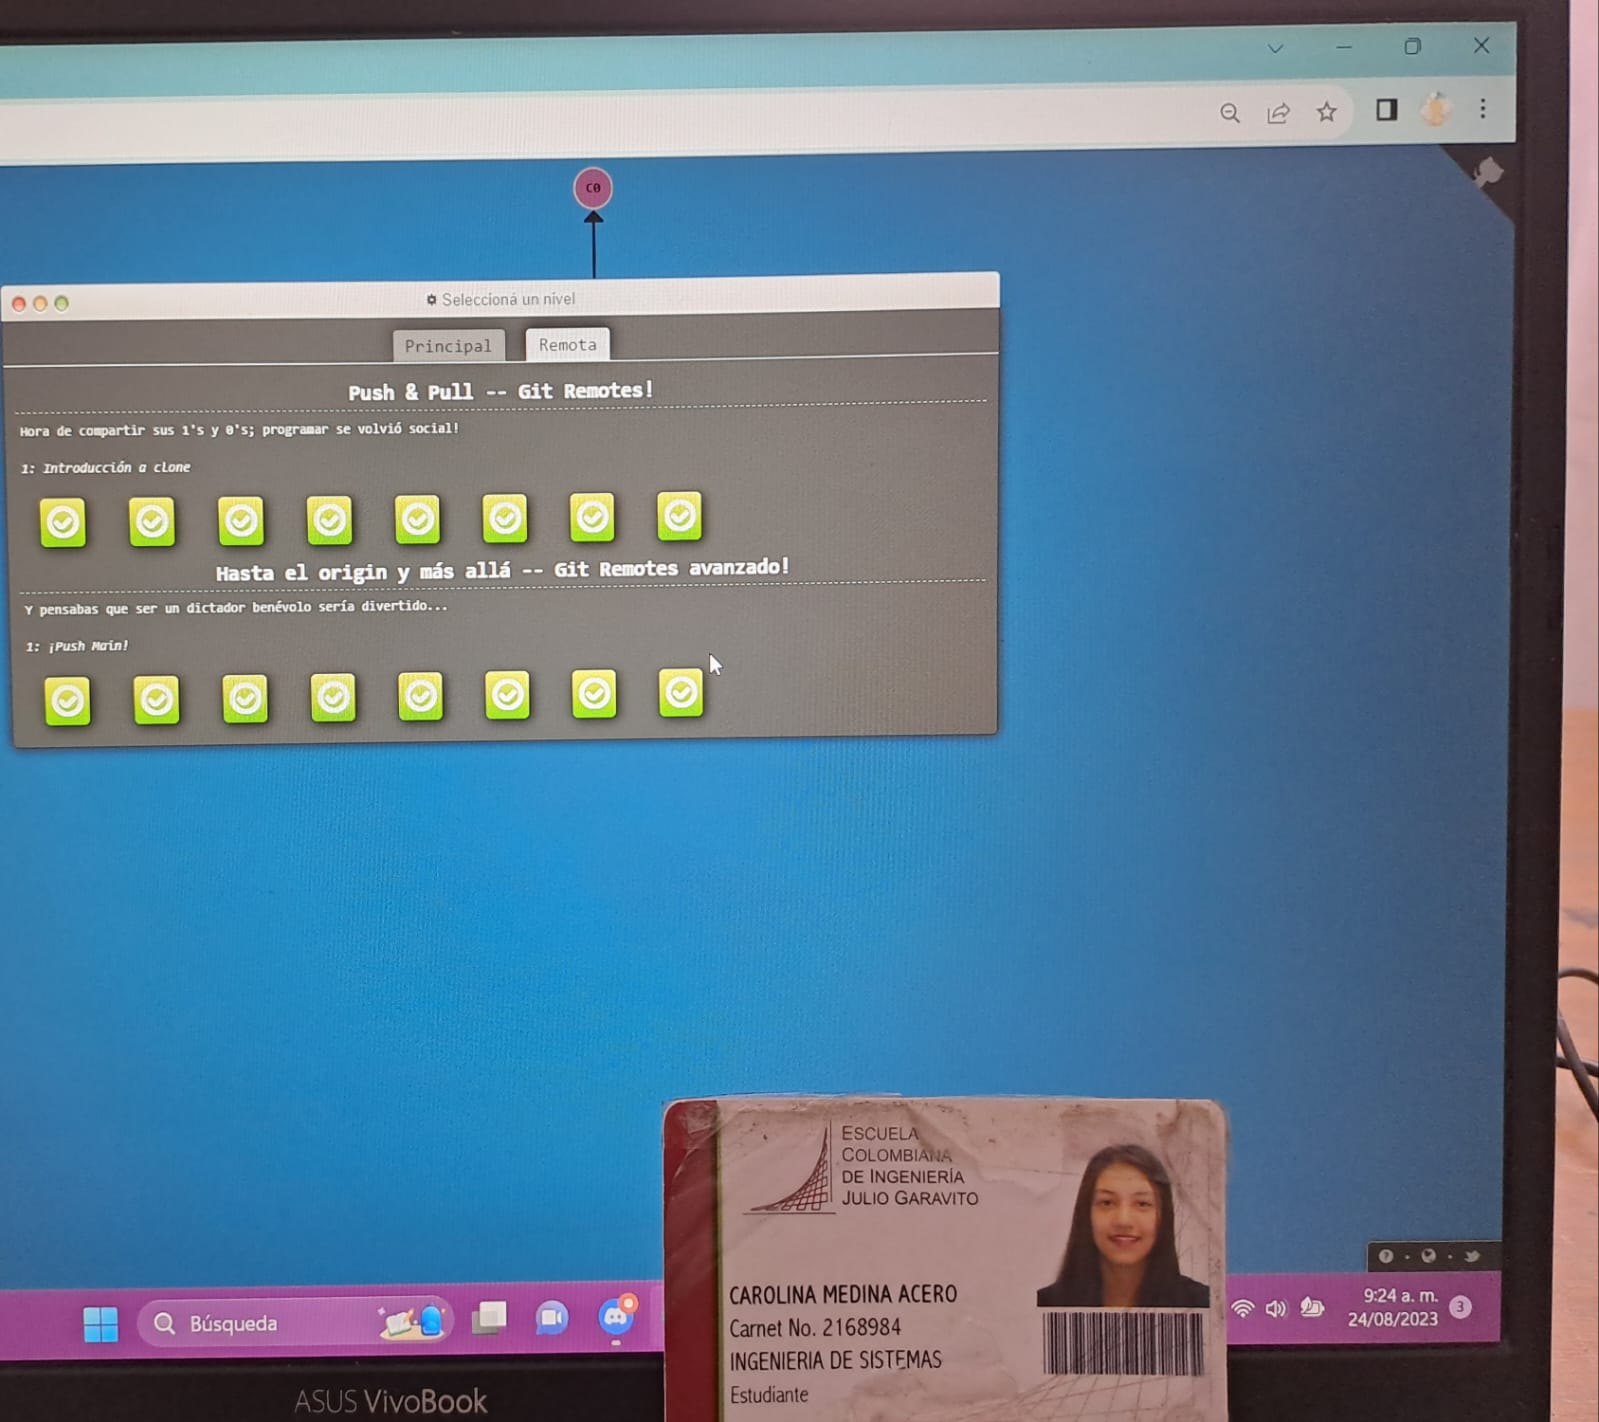 C0
Seleccioná un nivel
Principal
Remota
Push & Pull -- Git Remotes!
Hora de compartir sus 1's y 0's; programar se volvió social!
1: Introducción a clone
Hasta el origin y más allá -- Git Remotes avanzado!
Y pensabas que ser un dictador benévolo sería divertido...
1: ¡Push Main!
ESCUELA
COLOMBIANA
DE INGENIERÍA
JULIO GARAVITO
CAROLINA MEDINA ACERO
Carnet No. 2168984
INGENIERIA DE SISTEMAS
Estudiante
Búsqueda
9:24 a. m.
24/08/2023
3
ASUS VivoBook